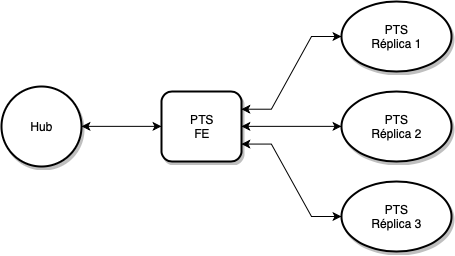 Hub
PTS
FE
PTS
Réplica 1
PTS
Réplica 2
PTS
Réplica 3